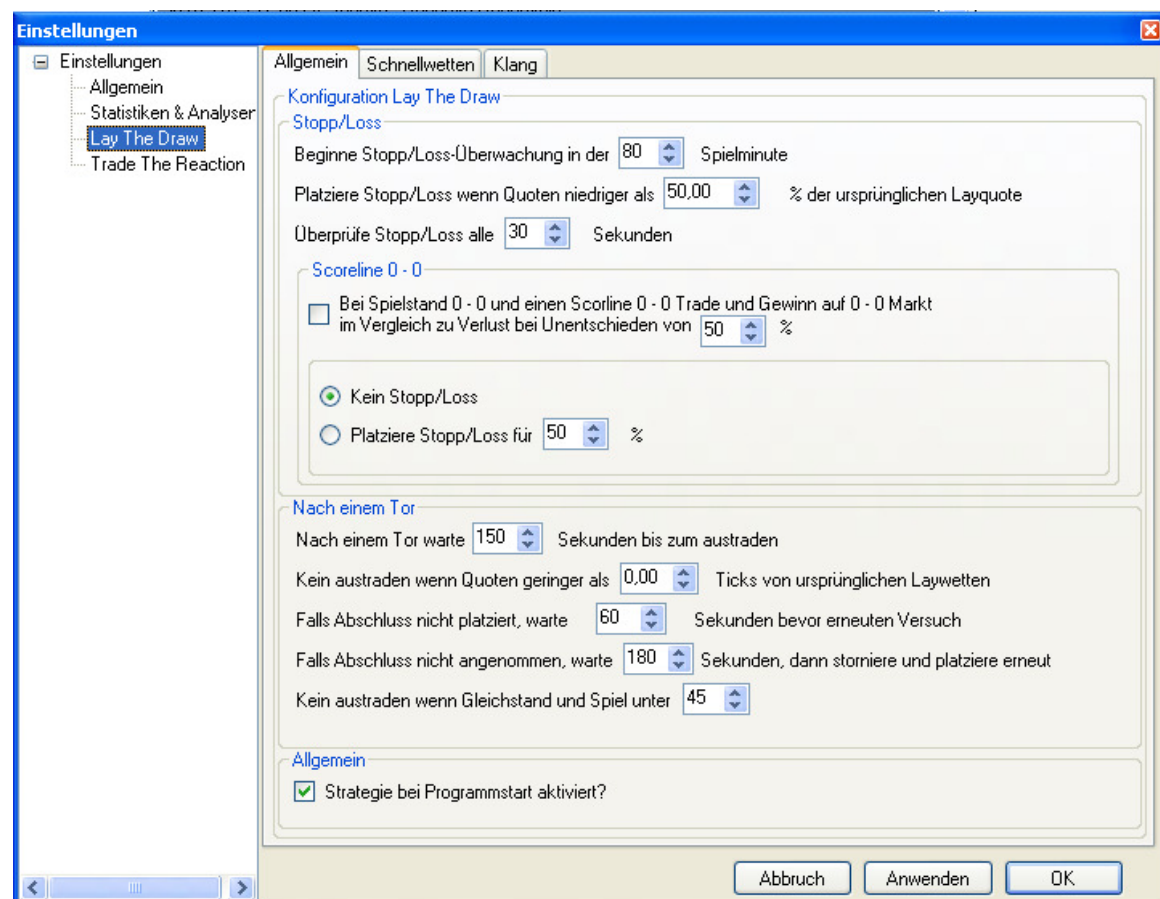 Einstellungen
Einstellungen
Allgemein
Statistiken & Analyser
Lay The Draw
Trade The Reaction
Allgemein Schnellwetten Klang
Konfiguration Lay The Draw
Stopp/Loss
Beginne Stopp/Loss-Überwachung in der 80 Spielminute
Platziere Stopp/Loss wenn Quoten niedriger als 50,00 % der ursprünglichen Layquote
Überprüfe Stopp/Loss alle 30 Sekunden
Scoreline 0 - 0
Bei Spielstand 0 - 0 und einen Scorline 0 - 0 Trade und Gewinn auf 0 - 0 Markt
im Vergleich zu Verlust bei Unentschieden von 50 %
Kein Stopp/Loss
Platziere Stopp/Loss für 50 %
Nach einem Tor
Nach einem Tor warte 150 Sekunden bis zum austraden
Kein austraden wenn Quoten geringer als 0,00 Ticks von ursprünglichen Laywetten
Falls Abschluss nicht platziert, warte 60 Sekunden bevor erneuten Versuch
Falls Abschluss nicht angenommen, warte 180 Sekunden, dann storniere und platziere erneut
Kein austraden wenn Gleichstand und Spiel unter 45
Allgemein
Strategie bei Programmstart aktiviert?
Abbruch Anwenden OK